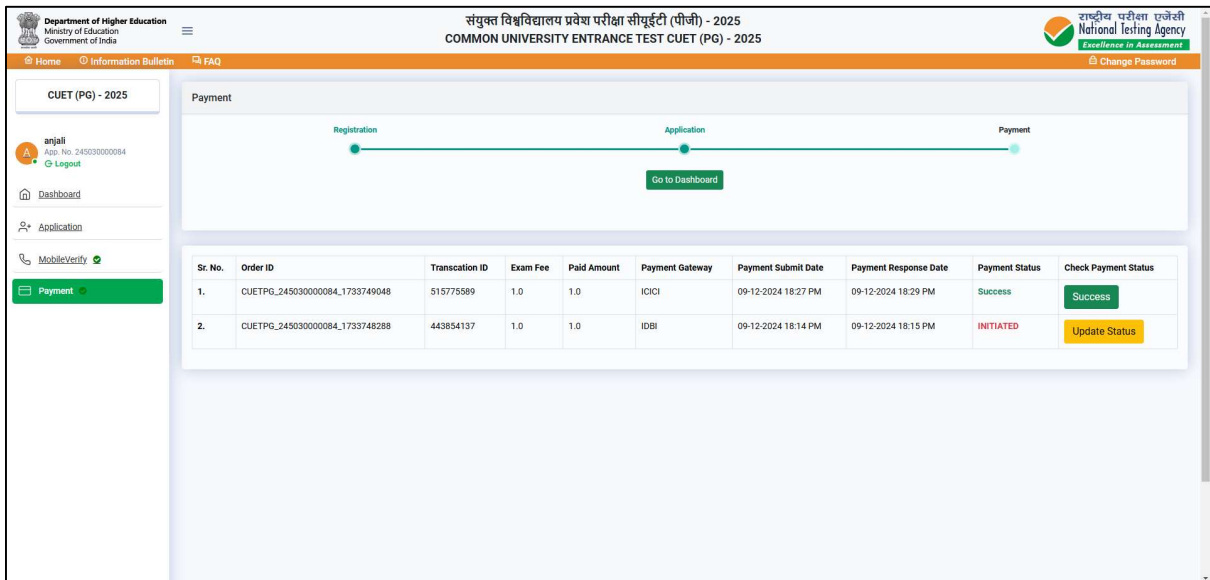 Department of Higher Education
Ministry of Education
Government of India
संयुक्त विश्वविद्यालय प्रवेश परीक्षा सीयूईटी (पीजी) - 2025
COMMON UNIVERSITY ENTRANCE TEST CUET (PG) - 2025
राष्ट्रीय परीक्षा एजेंसी
National Testing Agency
Excellence in Assessment
Home Information Bulletin FAQ Change Password
CUET (PG) - 2025
A
anjali
App. No. 245030000084
Logout
Dashboard
Application
MobileVerify
Payment
Payment
Registration Application Payment
Go to Dashboard
Sr. No. Order ID Transcation ID Exam Fee Paid Amount Payment Gateway Payment Submit Date Payment Response Date Payment Status Check Payment Status
1. CUETPG_245030000084_1733749048 515775589 1.0 1.0 ICICI 09-12-2024 18:27 PM 09-12-2024 18:29 PM Success Success
2. CUETPG_245030000084_1733748288 443854137 1.0 1.0 IDBI 09-12-2024 18:14 PM 09-12-2024 18:15 PM INITIATED Update Status